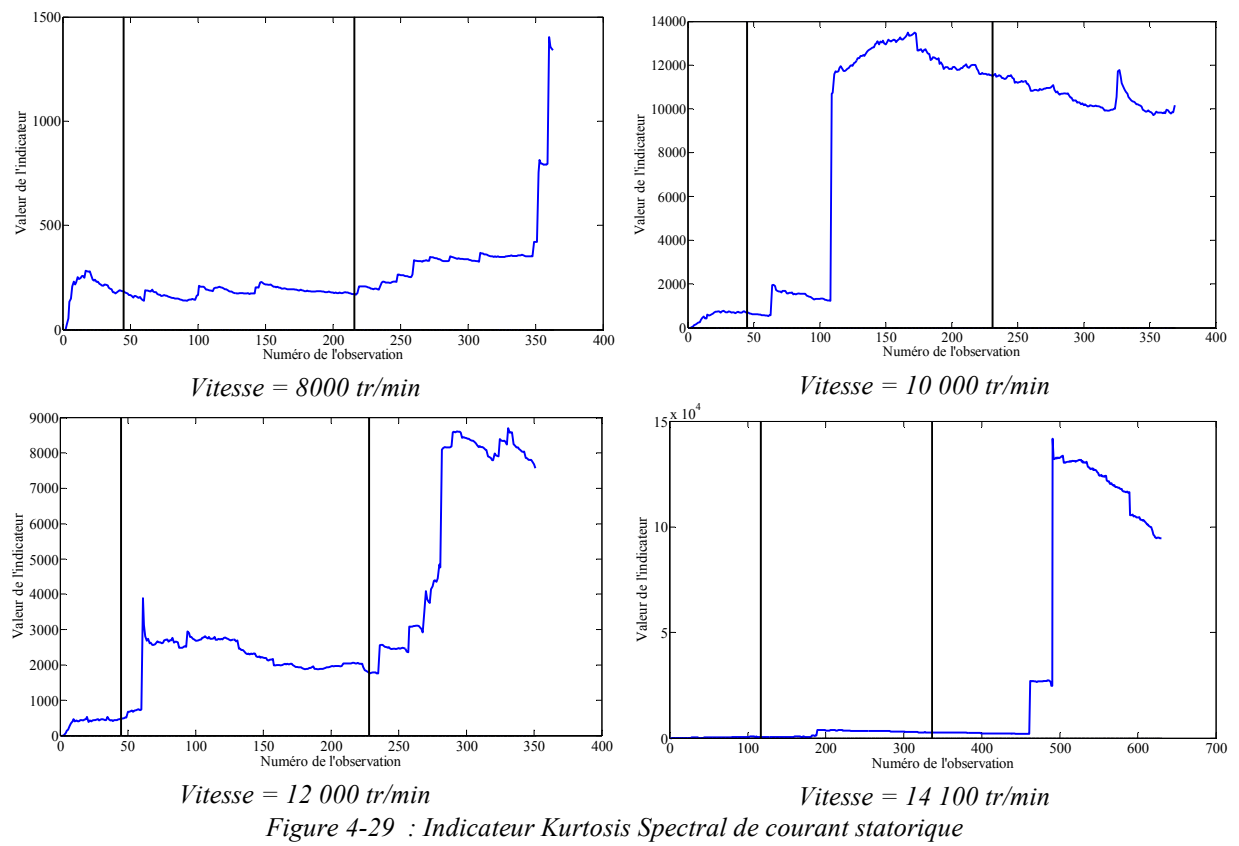 1500
1000
500
0
Valeur de l'indicateur
0 50 100 150 200 250 300 350 400
Numéro de l'observation
Vitesse = 8000 tr/min
14000
12000
10000
8000
6000
4000
2000
0
Valeur de l'indicateur
0 50 100 150 200 250 300 350 400
Numéro de l'observation
Vitesse = 10 000 tr/min
9000
8000
7000
6000
5000
4000
3000
2000
1000
0
Valeur de l'indicateur
0 50 100 150 200 250 300 350 400
Numéro de l'observation
Vitesse = 12 000 tr/min
x 10^4
15
10
5
0
Valeur de l'indicateur
0 100 200 300 400 500 600 700
Numéro de l'observation
Vitesse = 14 100 tr/min
Figure 4-29 : Indicateur Kurtosis Spectral de courant statorique